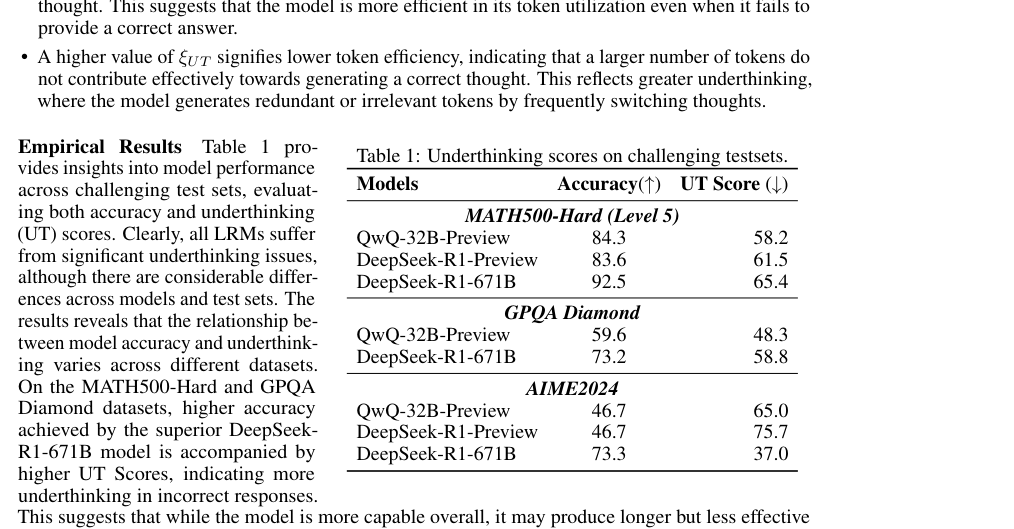 thought. This suggests that the model is more efficient in its token utilization even when it fails to
provide a correct answer.
• A higher value of ξUT signifies lower token efficiency, indicating that a larger number of tokens do
not contribute effectively towards generating a correct thought. This reflects greater underthinking,
where the model generates redundant or irrelevant tokens by frequently switching thoughts.
Empirical Results Table 1 pro-
vides insights into model performance
across challenging test sets, evaluat-
ing both accuracy and underthinking
(UT) scores. Clearly, all LRMs suffer
from significant underthinking issues,
although there are considerable differ-
ences across models and test sets. The
results reveals that the relationship be-
tween model accuracy and underthink-
ing varies across different datasets.
On the MATH500-Hard and GPQA
Diamond datasets, higher accuracy
achieved by the superior DeepSeek-
R1-671B model is accompanied by
higher UT Scores, indicating more
underthinking in incorrect responses.
Table 1: Underthinking scores on challenging testsets.
Models Accuracy(↑) UT Score (↓)
MATH500-Hard (Level 5)
QwQ-32B-Preview 84.3 58.2
DeepSeek-R1-Preview 83.6 61.5
DeepSeek-R1-671B 92.5 65.4
GPQA Diamond
QwQ-32B-Preview 59.6 48.3
DeepSeek-R1-671B 73.2 58.8
AIME2024
QwQ-32B-Preview 46.7 65.0
DeepSeek-R1-Preview 46.7 75.7
DeepSeek-R1-671B 73.3 37.0
This suggests that while the model is more capable overall, it may produce longer but less effective